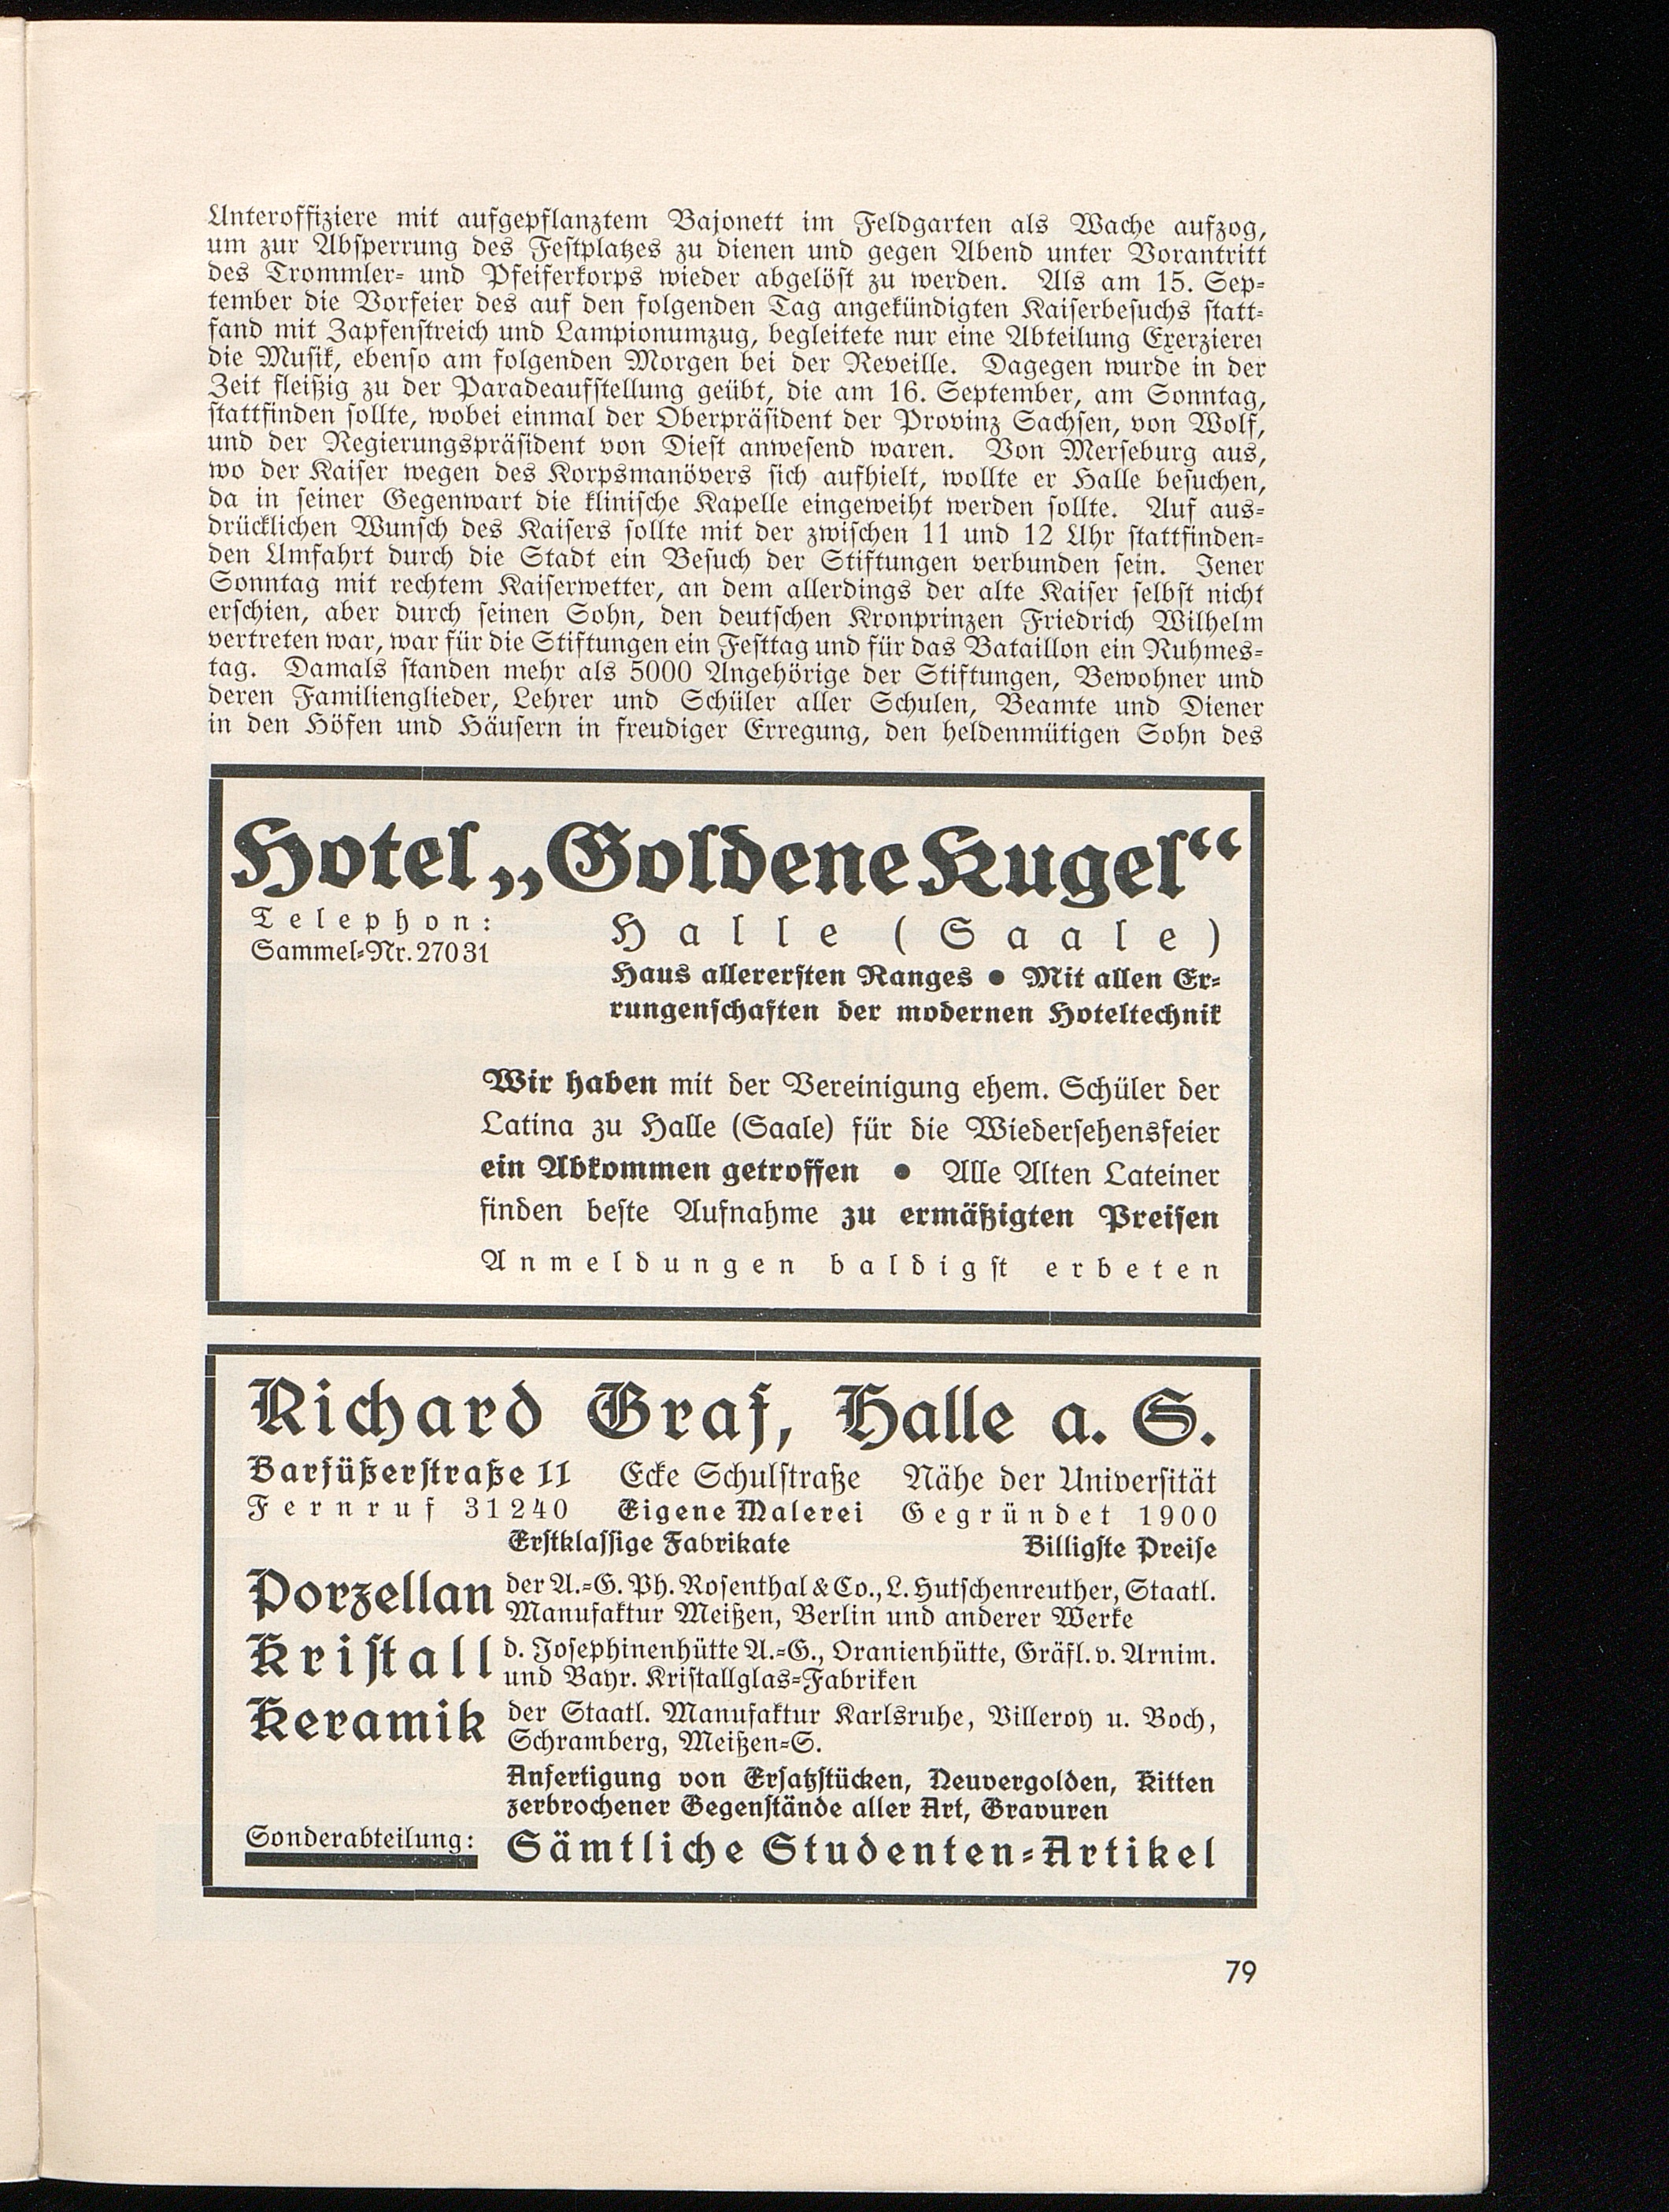 Unteroffiziere mit aufgepflanztem Bajonett im Feldgarten als Wache aufzog,
um zur Absperrung des Festplatzes zu dienen und gegen Abend unter Vorantritt
des Trommler- und Pfeiferkorps wieder abgelöst zu werden. Als am 15. Sep-
tember die Vorfeier des auf den folgenden Tag angekündigten Kaiserbesuchs statt-
fand mit Zapfenstreich und Lampionumzug, begleitete nur eine Abteilung Exerzierer
die Musik, ebenso am folgenden Morgen bei der Reveille. Dagegen wurde in der
Zeit fleißig zu der Paradeaufstellung geübt, die am 16. September, am Sonntag,
stattfinden sollte, wobei einmal der Oberpräsident der Provinz Sachsen, von Wolf,
und der Regierungspräsident von Diest anwesend waren. Von Merseburg aus,
wo der Kaiser wegen des Korpsmanövers sich aufhielt, wollte er Halle besuchen,
da in seiner Gegenwart die klinische Kapelle eingeweiht werden sollte. Auf aus-
drücklichen Wunsch des Kaisers sollte mit der zwischen 11 und 12 Uhr stattfinden-
den Umfahrt durch die Stadt ein Besuch der Stiftungen verbunden sein. Jener
Sonntag mit rechtem Kaiserwetter, an dem allerdings der alte Kaiser selbst nicht
erschien, aber durch seinen Sohn, den deutschen Kronprinzen Friedrich Wilhelm
vertreten war, war für die Stiftungen ein Festtag und für das Bataillon ein Ruhmes-
tag. Damals standen mehr als 5000 Angehörige der Stiftungen, Bewohner und
deren Familienglieder, Lehrer und Schüler aller Schulen, Beamte und Diener
in den Höfen und Häusern in freudiger Erregung, den heldenmütigen Sohn des
Hotel „Goldene Kugel“
Telephon:
Sammel-Nr. 27031
Halle (Saale)
Haus allerersten Ranges ● Mit allen Er-
rungenschaften der modernen Hoteltechnik
Wir haben mit der Vereinigung ehem. Schüler der
Latina zu Halle (Saale) für die Wiedersehensfeier
ein Abkommen getroffen ● Alle Alten Lateiner
finden beste Aufnahme zu ermäßigten Preisen
Anmeldungen baldigst erbeten
Richard Graf, Halle a. S.
Barfüßerstraße 11 Ecke Schulstraße Nähe der Universität
Fernruf 31240 Eigene Malerei Gegründet 1900
Erstklassige Fabrikate Billigste Preise
Porzellan der A.-G. Ph. Rosenthal & Co., L. Hutschenreuther, Staatl.
Manufaktur Meißen, Berlin und anderer Werke
Kristall d. Josephinenhütte A.-G., Oranienhütte, Gräfl. v. Arnim.
und Bayr. Kristallglas-Fabriken
Keramik der Staatl. Manufaktur Karlsruhe, Villeroy u. Boch,
Schramberg, Meißen-S.
Anfertigung von Ersatzstücken, Neuvergolden, Kitten
zerbrochener Gegenstände aller Art, Gravuren
Sonderabteilung: Sämtliche Studenten-Artikel
79